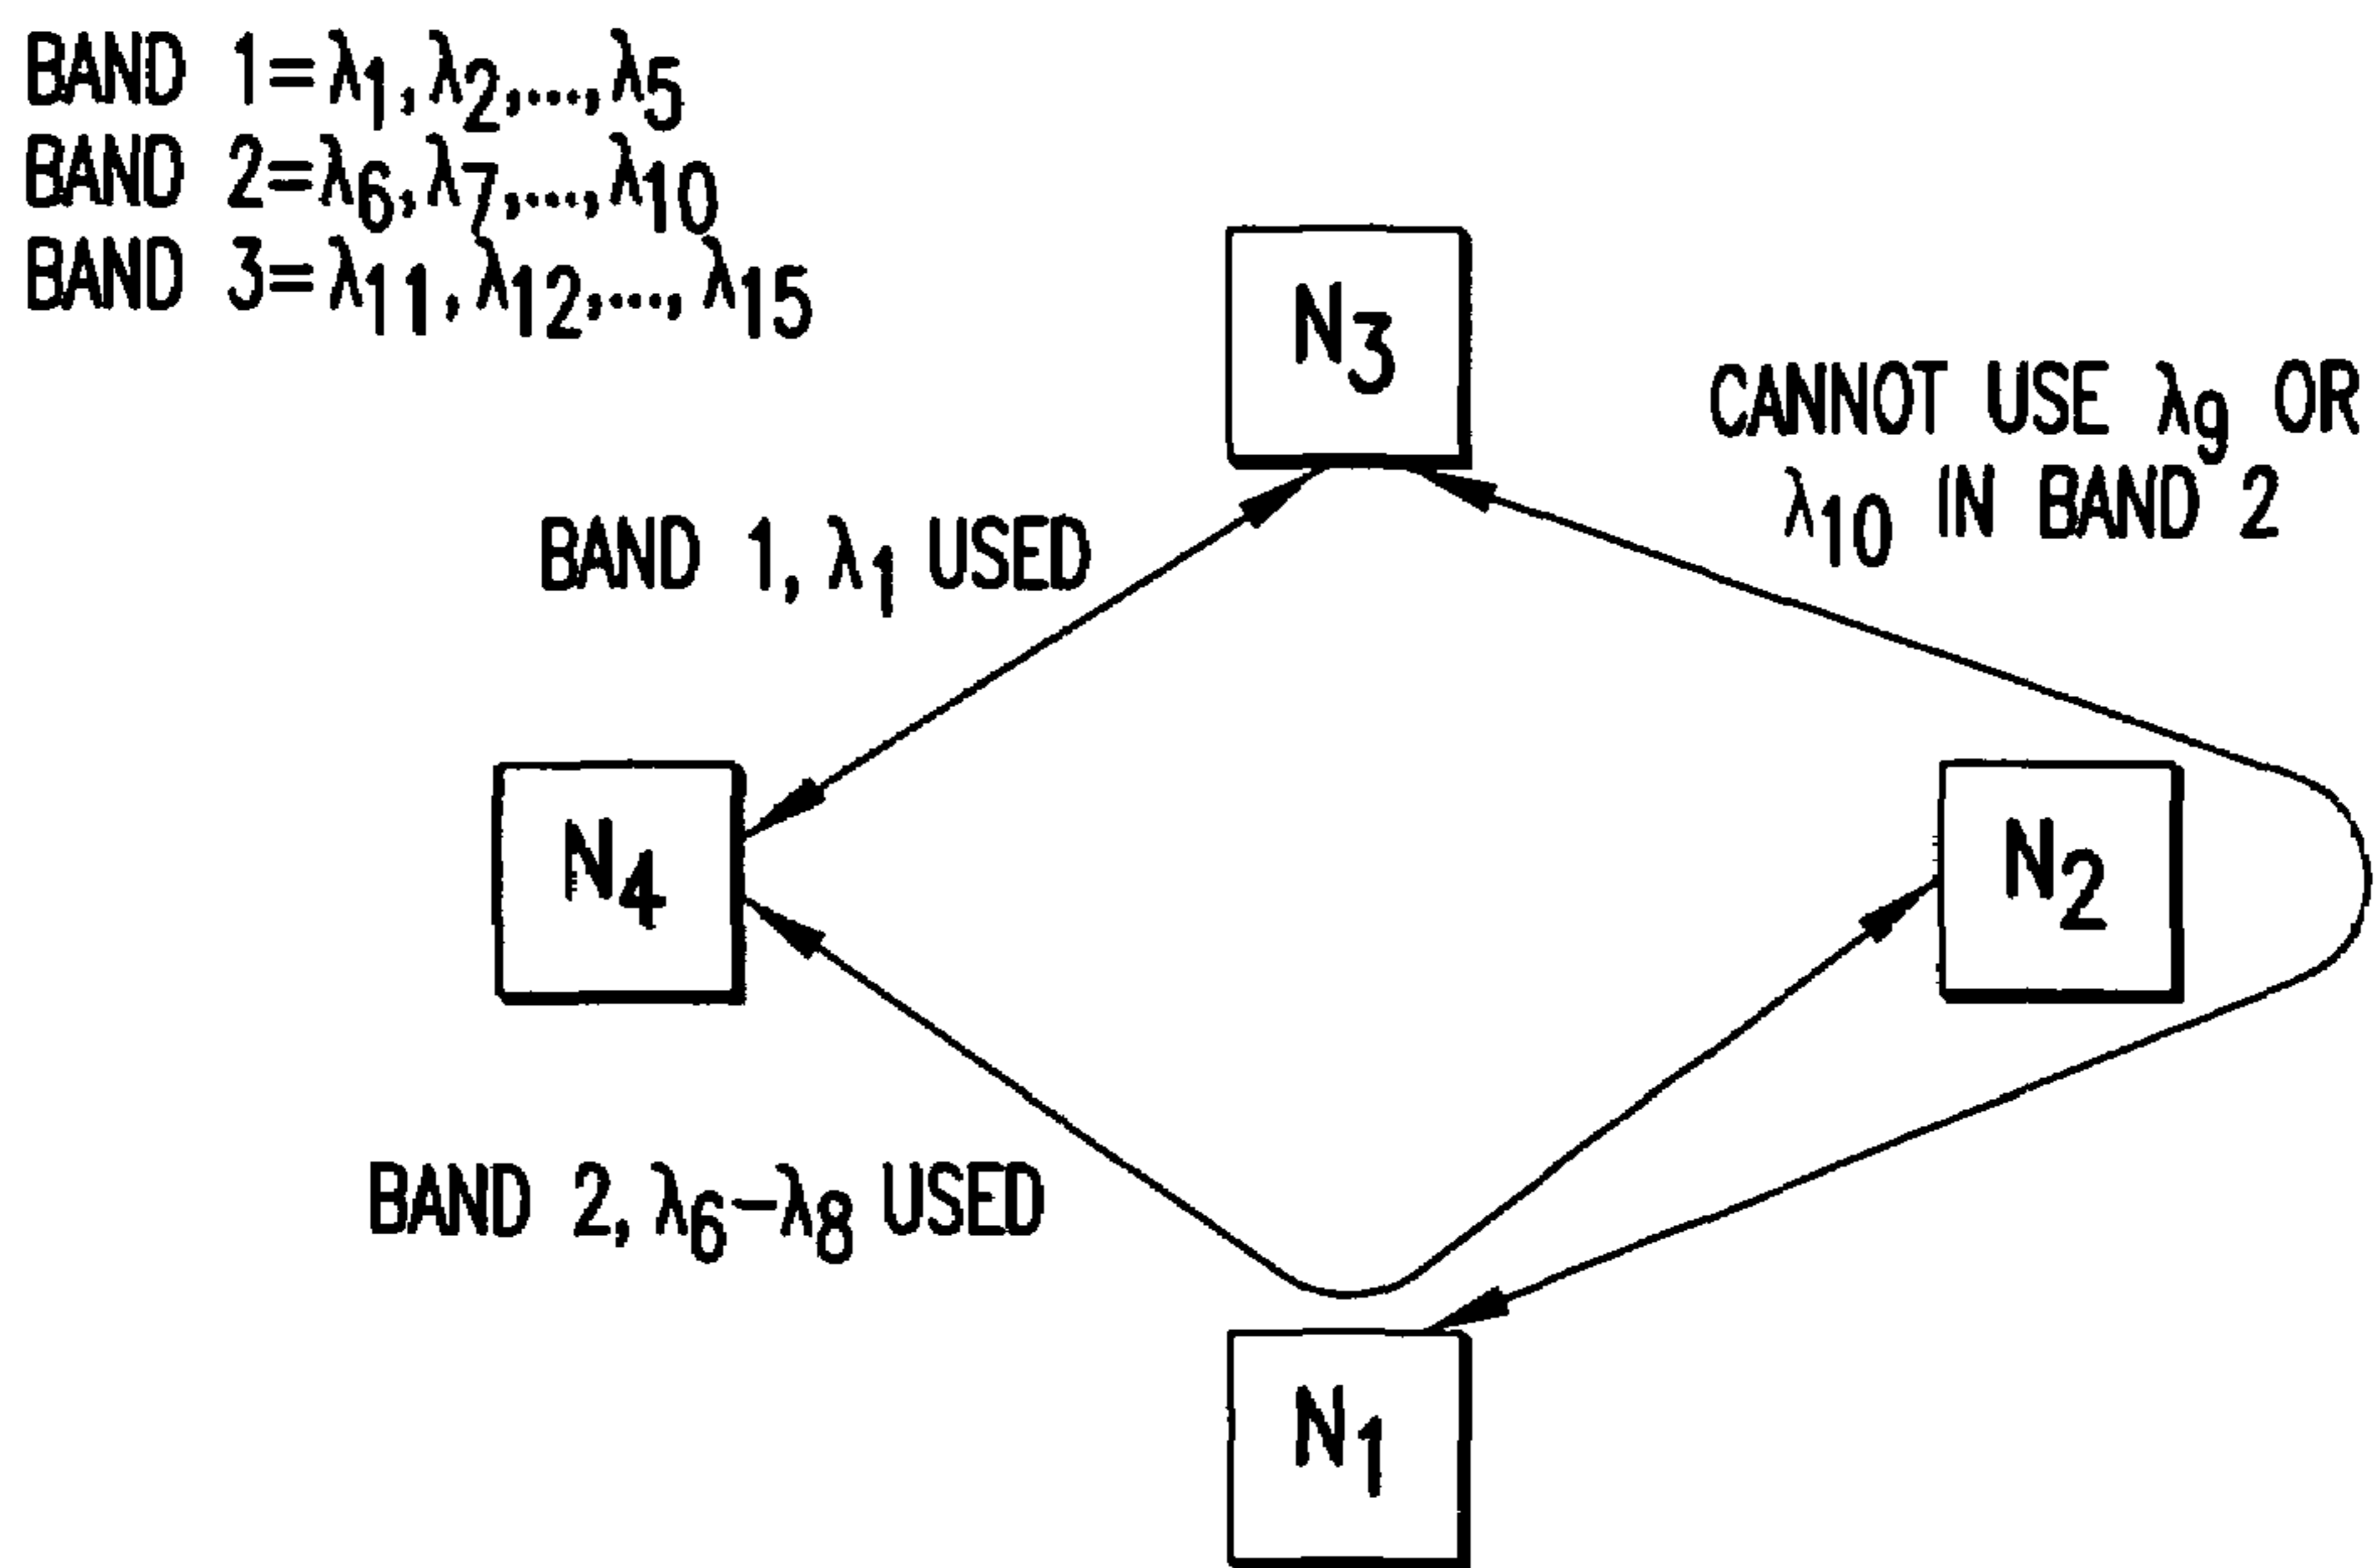 BAND 1=λ1,λ2,...,λ5
BAND 2=λ6,λ7,...,λ10
BAND 3=λ11,λ12,...,λ15
N3
CANNOT USE λ9 OR
λ10 IN BAND 2
BAND 1, λ1 USED
N4
N2
BAND 2, λ6-λ8 USED
N1